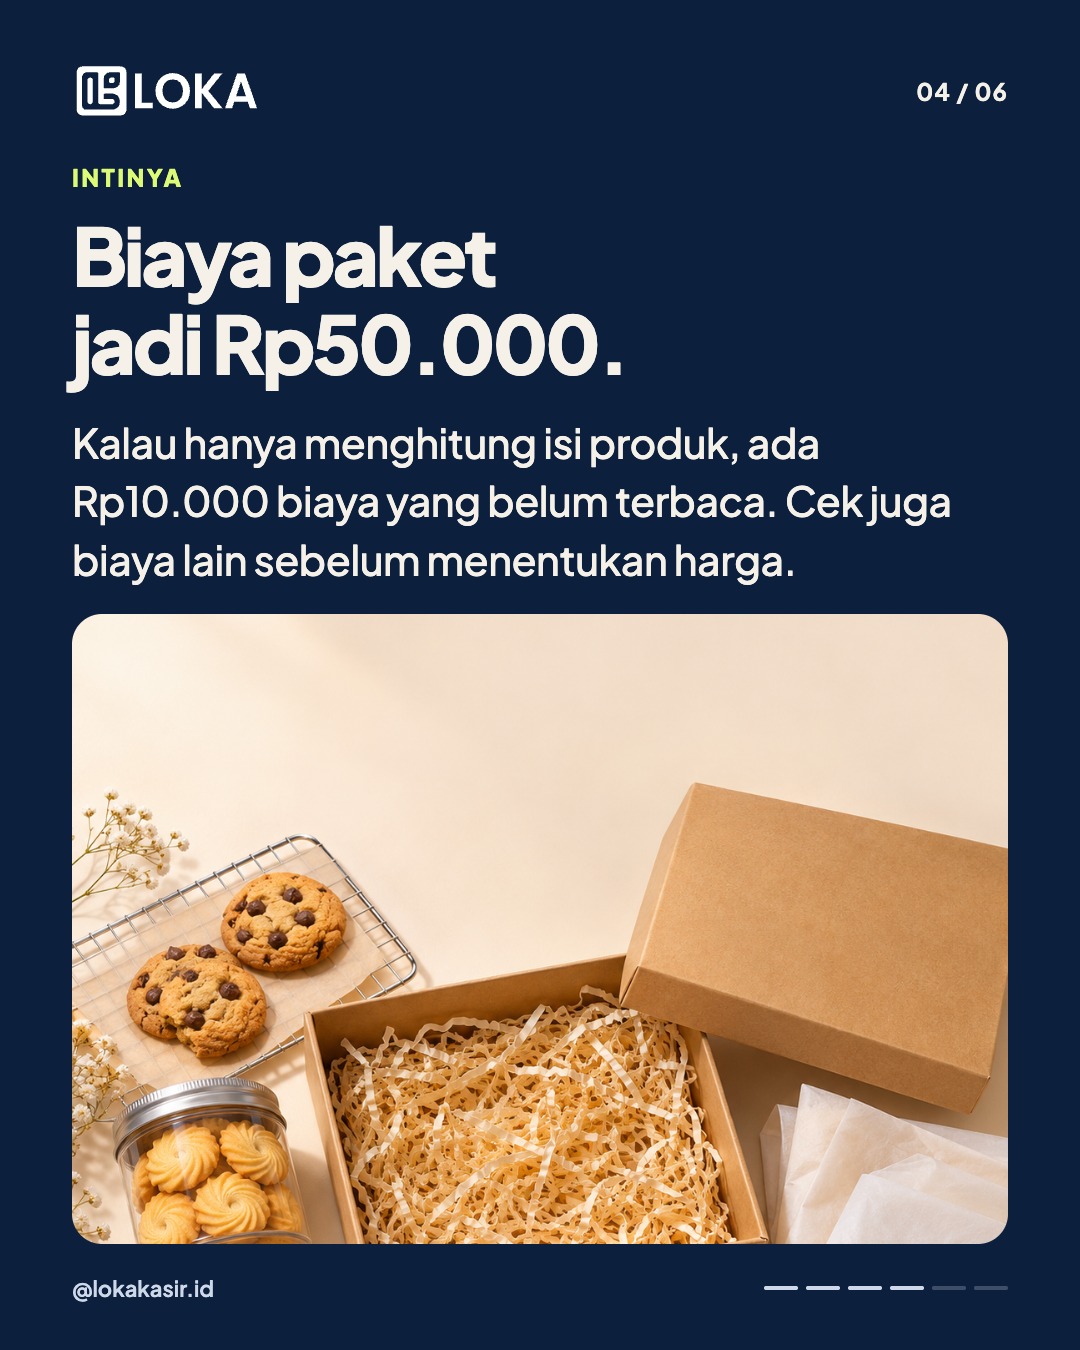 LOKA
04 / 06
INTINYA
Biaya paket
jadi Rp50.000.
Kalau hanya menghitung isi produk, ada
Rp10.000 biaya yang belum terbaca. Cek juga
biaya lain sebelum menentukan harga.
@lokakasir.id